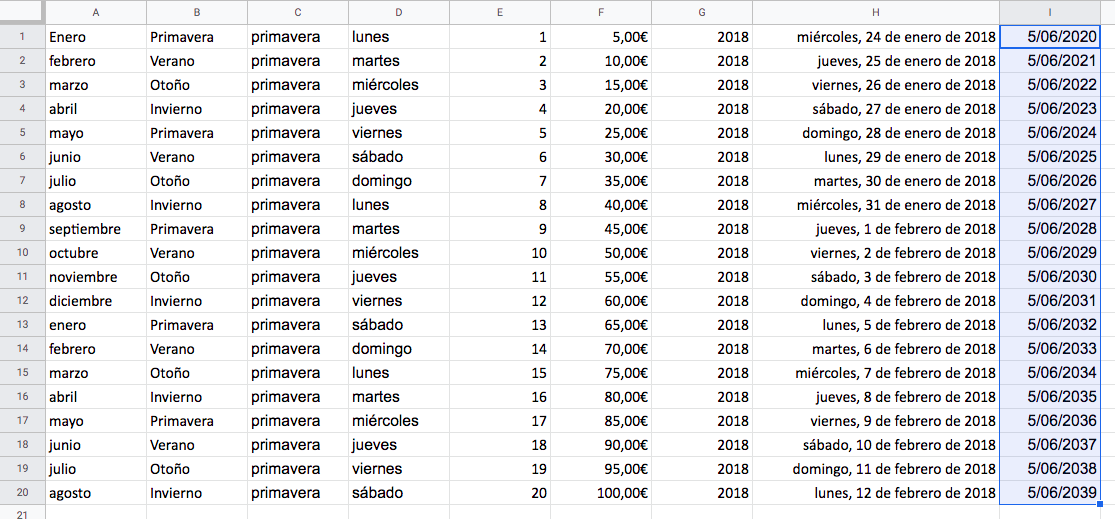 A B C D E F G H I
1 Enero Primavera primavera lunes 1 5,00€ 2018 miércoles, 24 de enero de 2018 5/06/2020
2 febrero Verano primavera martes 2 10,00€ 2018 jueves, 25 de enero de 2018 5/06/2021
3 marzo Otoño primavera miércoles 3 15,00€ 2018 viernes, 26 de enero de 2018 5/06/2022
4 abril Invierno primavera jueves 4 20,00€ 2018 sábado, 27 de enero de 2018 5/06/2023
5 mayo Primavera primavera viernes 5 25,00€ 2018 domingo, 28 de enero de 2018 5/06/2024
6 junio Verano primavera sábado 6 30,00€ 2018 lunes, 29 de enero de 2018 5/06/2025
7 julio Otoño primavera domingo 7 35,00€ 2018 martes, 30 de enero de 2018 5/06/2026
8 agosto Invierno primavera lunes 8 40,00€ 2018 miércoles, 31 de enero de 2018 5/06/2027
9 septiembre Primavera primavera martes 9 45,00€ 2018 jueves, 1 de febrero de 2018 5/06/2028
10 octubre Verano primavera miércoles 10 50,00€ 2018 viernes, 2 de febrero de 2018 5/06/2029
11 noviembre Otoño primavera jueves 11 55,00€ 2018 sábado, 3 de febrero de 2018 5/06/2030
12 diciembre Invierno primavera viernes 12 60,00€ 2018 domingo, 4 de febrero de 2018 5/06/2031
13 enero Primavera primavera sábado 13 65,00€ 2018 lunes, 5 de febrero de 2018 5/06/2032
14 febrero Verano primavera domingo 14 70,00€ 2018 martes, 6 de febrero de 2018 5/06/2033
15 marzo Otoño primavera lunes 15 75,00€ 2018 miércoles, 7 de febrero de 2018 5/06/2034
16 abril Invierno primavera martes 16 80,00€ 2018 jueves, 8 de febrero de 2018 5/06/2035
17 mayo Primavera primavera miércoles 17 85,00€ 2018 viernes, 9 de febrero de 2018 5/06/2036
18 junio Verano primavera jueves 18 90,00€ 2018 sábado, 10 de febrero de 2018 5/06/2037
19 julio Otoño primavera viernes 19 95,00€ 2018 domingo, 11 de febrero de 2018 5/06/2038
20 agosto Invierno primavera sábado 20 100,00€ 2018 lunes, 12 de febrero de 2018 5/06/2039
21